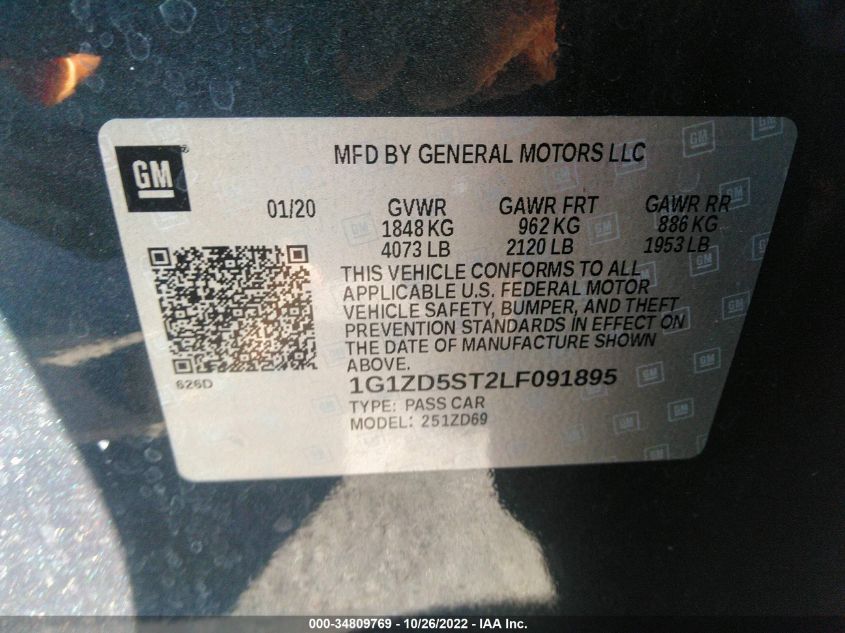 GM
MFD BY GENERAL MOTORS LLC
01/20 GVWR GAWR FRT GAWR RR
1848 KG 962 KG 886 KG
4073 LB 2120 LB 1953 LB
THIS VEHICLE CONFORMS TO ALL
APPLICABLE U.S. FEDERAL MOTOR
VEHICLE SAFETY, BUMPER, AND THEFT
PREVENTION STANDARDS IN EFFECT ON
THE DATE OF MANUFACTURE SHOWN
ABOVE.
626D
1G1ZD5ST2LF091895
TYPE: PASS CAR
MODEL: 251ZD69
000-34809769 - 10/26/2022 - IAA Inc.